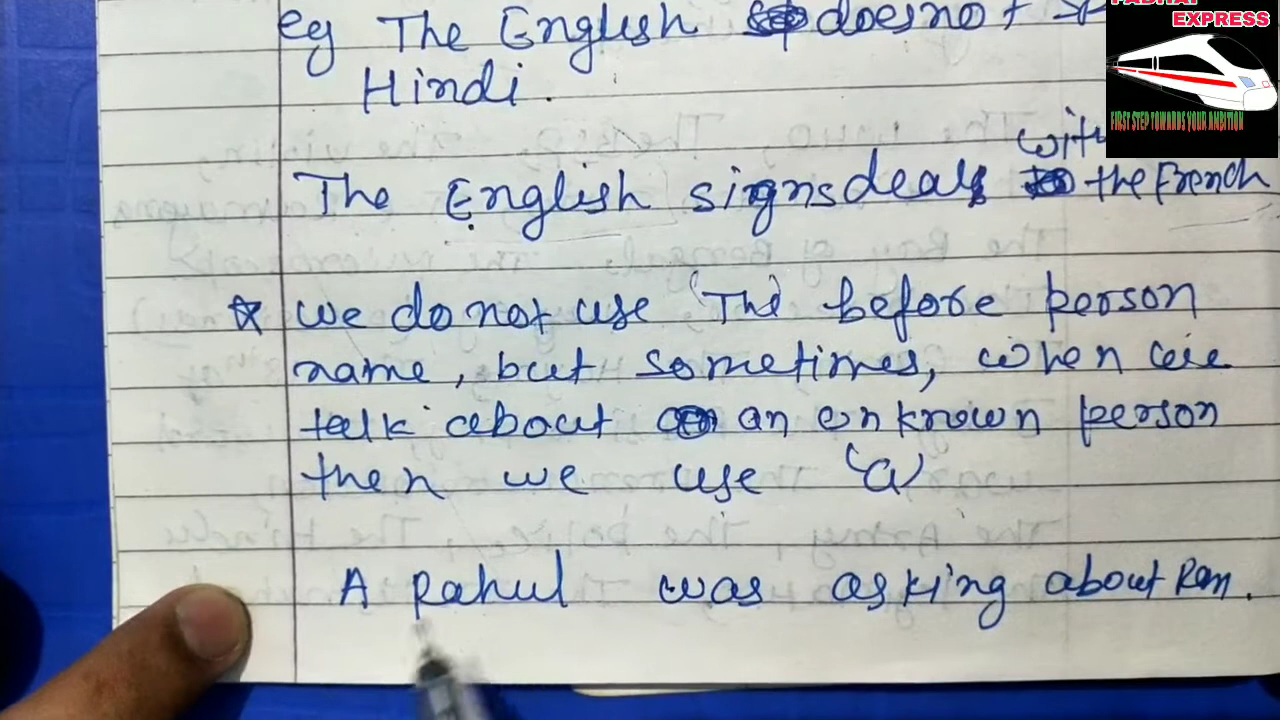 PADHAI
EXPRESS
FIRST STEP TOWARDS YOUR AMBITION
eg The English doesnot
Hindi.
with
The English signs deals the French
☆ we do not use 'The' before person
name, but sometimes, when we
talk about an unknown person
then we use 'a'
A Rahul was asking about Ram.